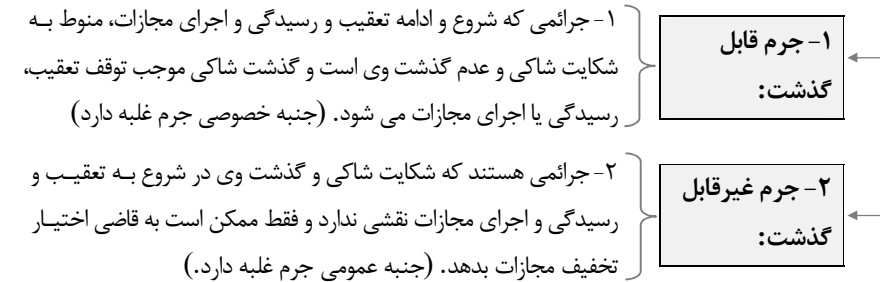 ۱- جرم قابل
گذشت:
۱- جرائمی که شروع و ادامه تعقیب و رسیدگی و اجرای مجازات، منوط بـه
شکایت شاکی و عدم گذشت وی است و گذشت شاکی موجب توقف تعقیب،
رسیدگی یا اجرای مجازات می شود. (جنبه خصوصی جرم غلبه دارد)
۲- جرم غیرقابل
گذشت:
۲- جرائمی هستند که شکایت شاکی و گذشت وی در شروع بـه تعقیـب و
رسیدگی و اجرای مجازات نقشی ندارد و فقط ممکن است به قاضی اختیـار
تخفیف مجازات بدهد. (جنبه عمومی جرم غلبه دارد.)